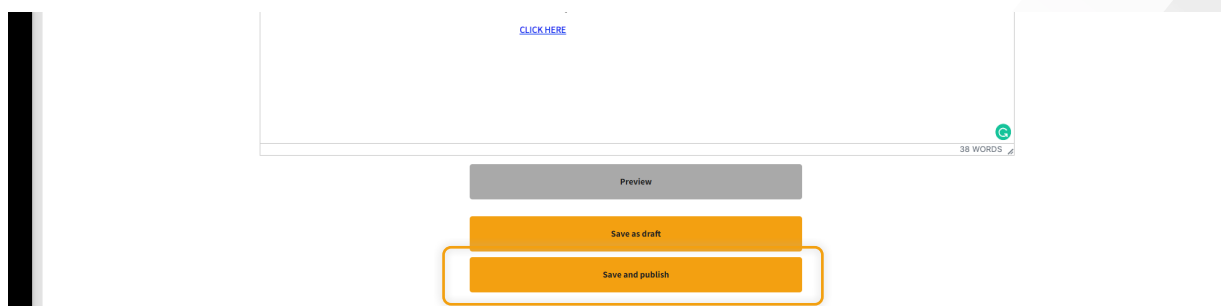 CLICK HERE
38 WORDS
Preview
Save as draft
Save and publish